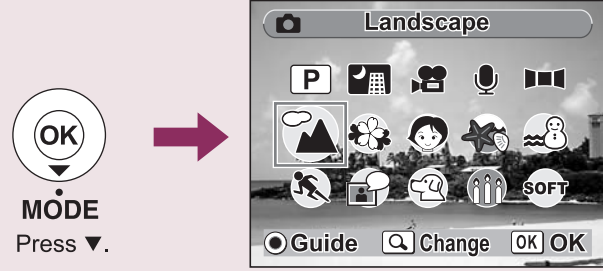 Landscape
P
OK
SOFT
MODE
Press ▼.
Guide Change OK OK